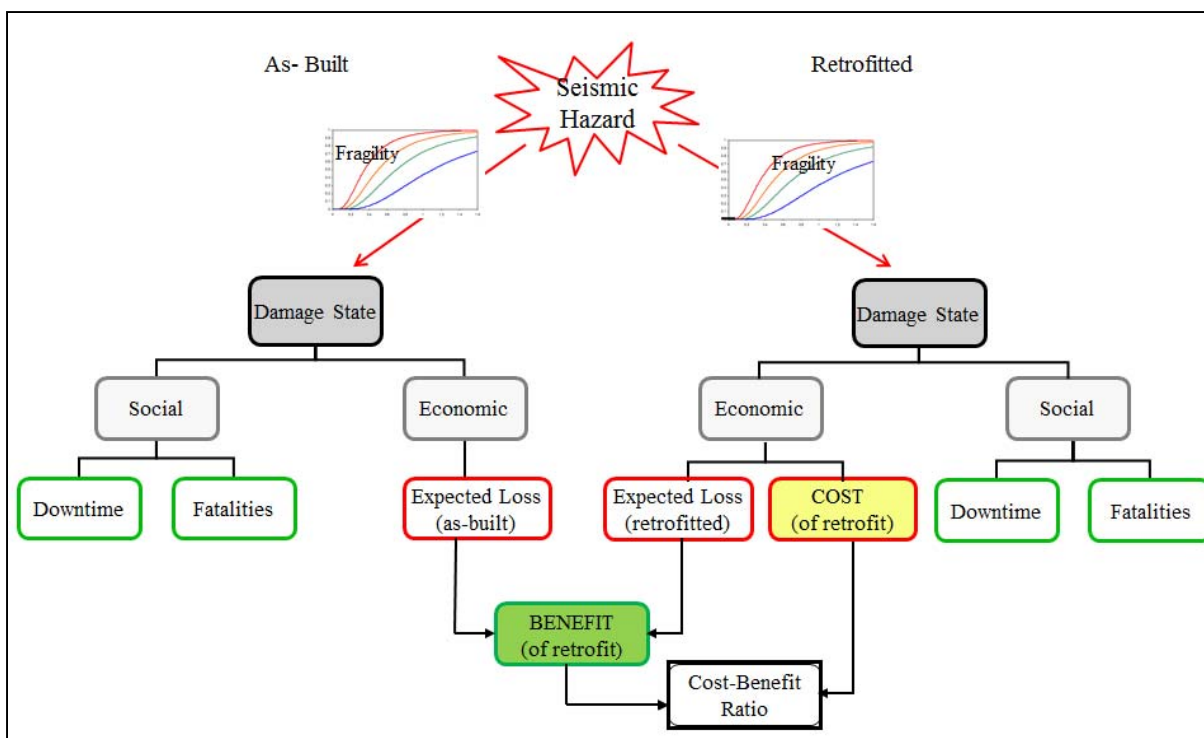 As- Built
Seismic
Hazard
Retrofitted
Fragility
Fragility
Damage State
Damage State
Social
Economic
Economic
Social
Downtime
Fatalities
Expected Loss
(as-built)
Expected Loss
(retrofitted)
COST
(of retrofit)
Downtime
Fatalities
BENEFIT
(of retrofit)
Cost-Benefit
Ratio